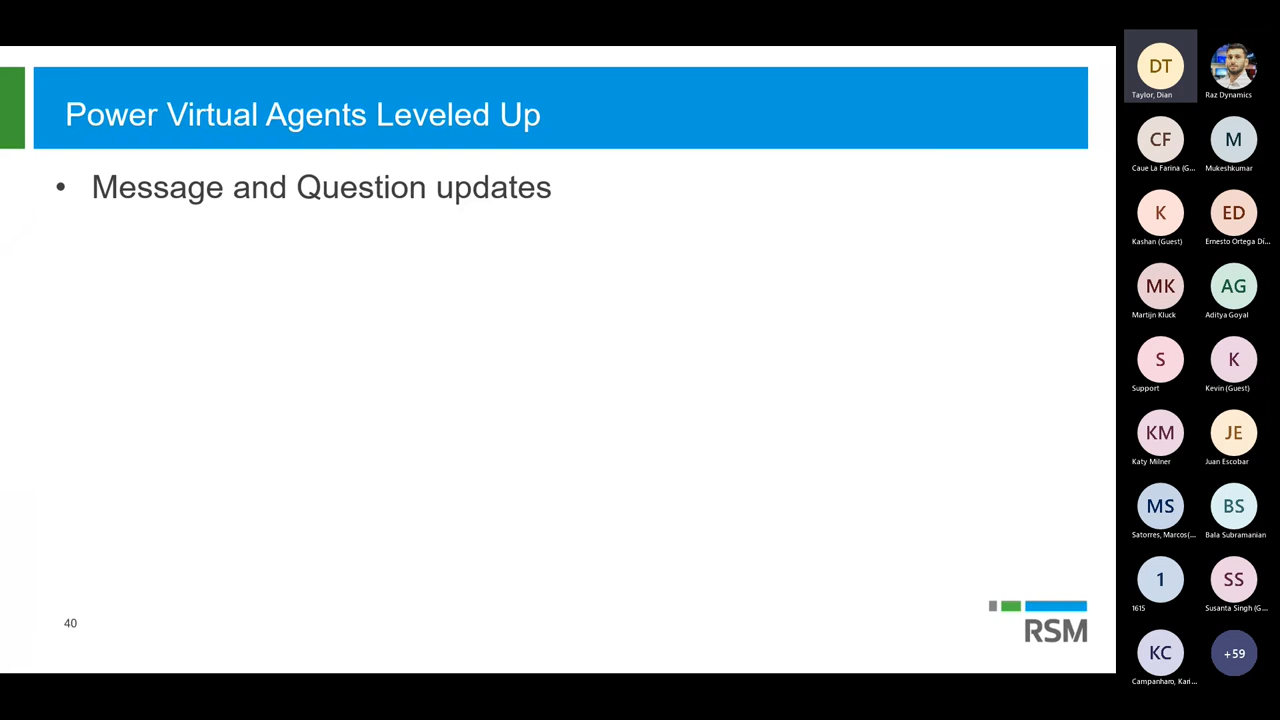 Power Virtual Agents Leveled Up
• Message and Question updates
40
RSM
DT
Taylor, Dian
Raz Dynamics
CF
Caue La Farina (G...
M
Mukeshkumar
K
Kashan (Guest)
ED
Ernesto Ortega Di...
MK
Martijn Kluck
AG
Aditya Goyal
S
Support
K
Kevin (Guest)
KM
Katy Milner
JE
Juan Escobar
MS
Satorres, Marcos(...
BS
Bala Subramanian
1
1615
SS
Susanta Singh (G...
KC
Campanharo, Kari...
+59